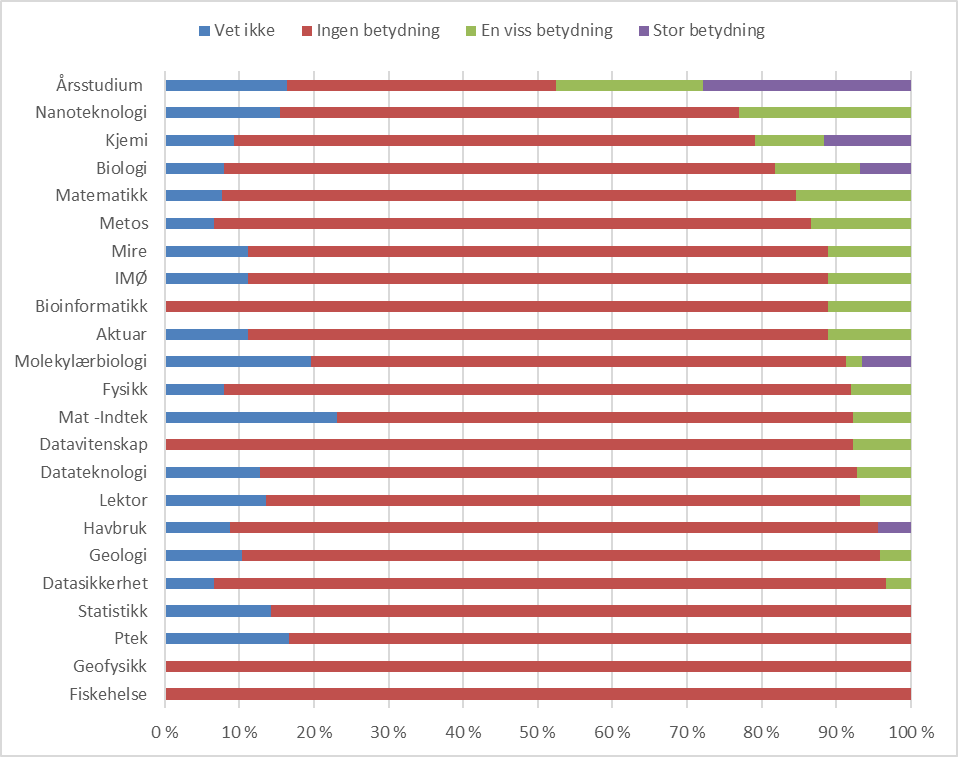 Vet ikke Ingen betydning En viss betydning Stor betydning
Årsstudium
Nanoteknologi
Kjemi
Biologi
Matematikk
Metos
Mire
IMØ
Bioinformatikk
Aktuar
Molekylærbiologi
Fysikk
Mat -Indtek
Datavitenskap
Datateknologi
Lektor
Havbruk
Geologi
Datasikkerhet
Statistikk
Ptek
Geofysikk
Fiskehelse
0 % 10 % 20 % 30 % 40 % 50 % 60 % 70 % 80 % 90 % 100 %